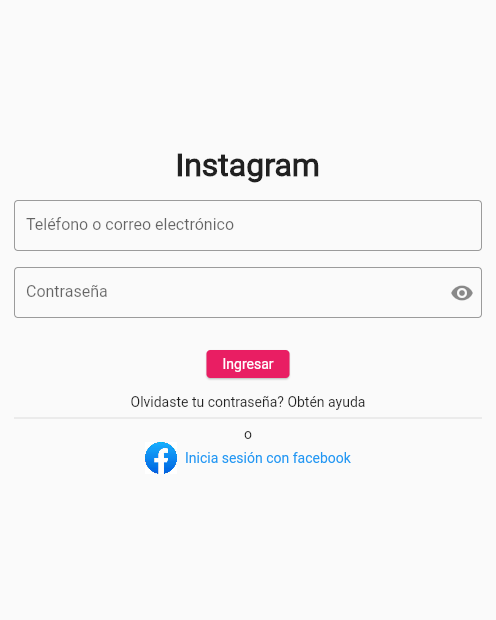 Instagram
Teléfono o correo electrónico
Contraseña
Ingresar
Olvidaste tu contraseña? Obtén ayuda
o
Inicia sesión con facebook